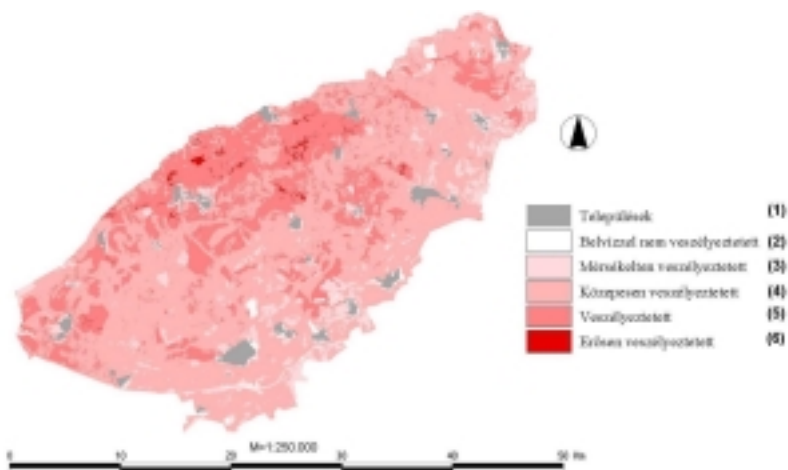 Települések (1)
Belvízzel nem veszélyeztetett (2)
Mérsékelten veszélyeztetett (3)
Közepesen veszélyeztetett (4)
Veszélyeztetett (5)
Erősen veszélyeztetett (6)
M=1:250.000
0 10 20 30 40 50 Km